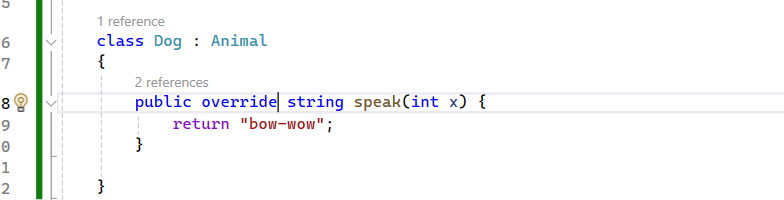 5
1 reference
6 class Dog : Animal
7 {
2 references
8 public override string speak(int x) {
9 return "bow-wow";
0 }
1
2 }